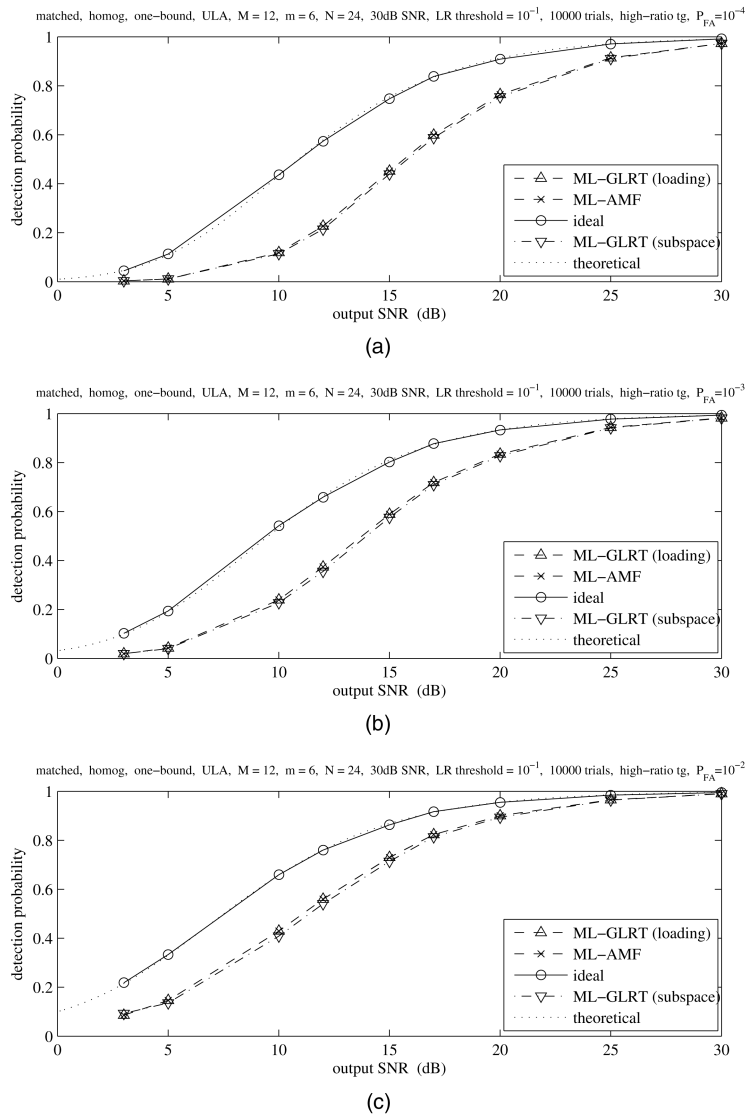 matched, homog, one−bound, ULA, M = 12, m = 6, N = 24, 30dB SNR, LR threshold = 10⁻¹, 10000 trials, high−ratio tg, P_FA=10⁻⁴
1
0.8
0.6
0.4
0.2
0
detection probability
ML−GLRT (loading)
ML−AMF
ideal
ML−GLRT (subspace)
theoretical
0 5 10 15 20 25 30
output SNR (dB)
(a)
matched, homog, one−bound, ULA, M = 12, m = 6, N = 24, 30dB SNR, LR threshold = 10⁻¹, 10000 trials, high−ratio tg, P_FA=10⁻³
1
0.8
0.6
0.4
0.2
0
detection probability
ML−GLRT (loading)
ML−AMF
ideal
ML−GLRT (subspace)
theoretical
0 5 10 15 20 25 30
output SNR (dB)
(b)
matched, homog, one−bound, ULA, M = 12, m = 6, N = 24, 30dB SNR, LR threshold = 10⁻¹, 10000 trials, high−ratio tg, P_FA=10⁻²
1
0.8
0.6
0.4
0.2
0
detection probability
ML−GLRT (loading)
ML−AMF
ideal
ML−GLRT (subspace)
theoretical
0 5 10 15 20 25 30
output SNR (dB)
(c)